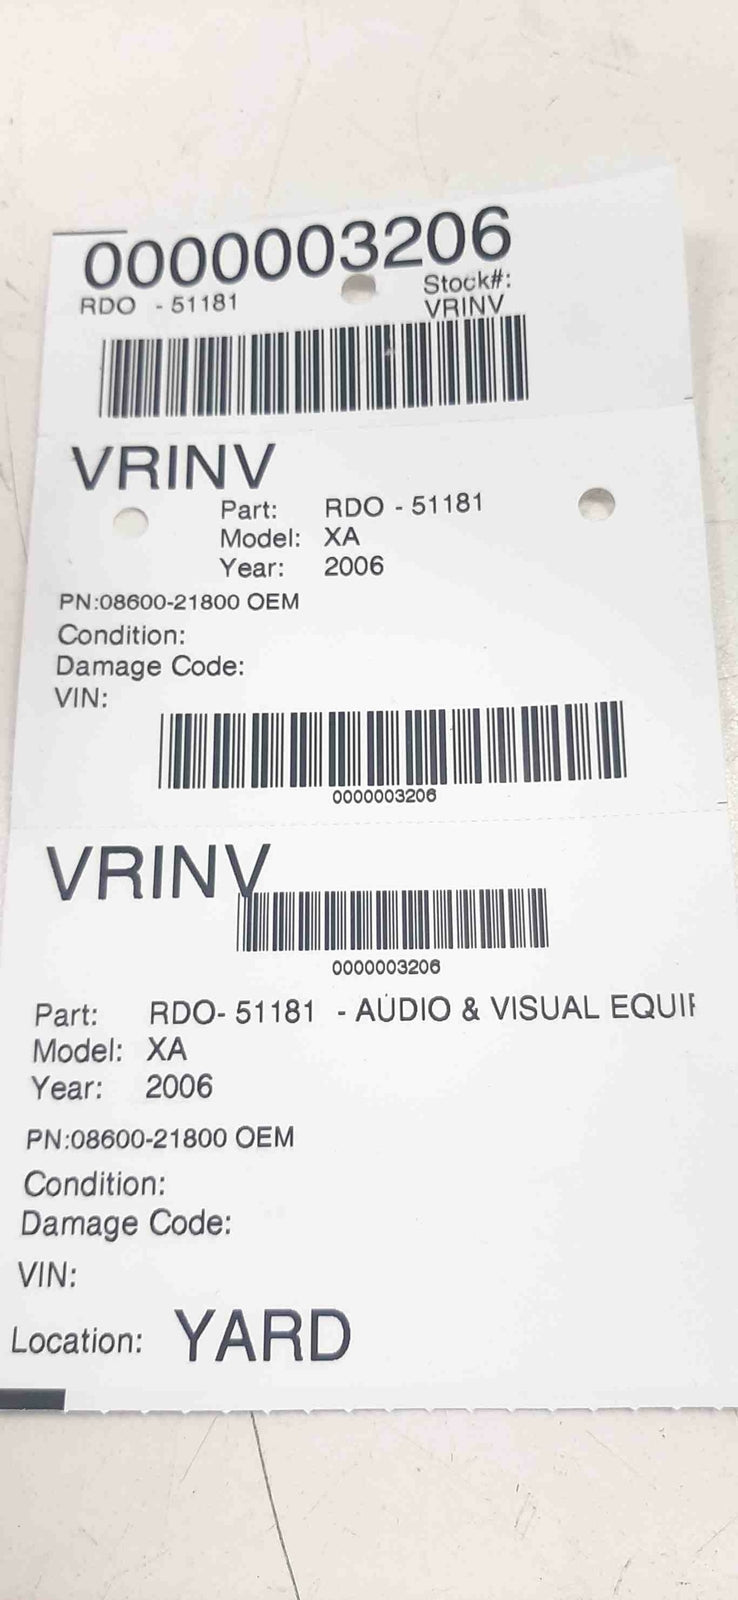 0000003206
RDO - 51181
Stock#:
VRINV
VRINV
Part: RDO - 51181
Model: XA
Year: 2006
PN:08600-21800 OEM
Condition:
Damage Code:
VIN:
0000003206
VRINV
0000003206
Part: RDO- 51181 - AUDIO & VISUAL EQUIP
Model: XA
Year: 2006
PN:08600-21800 OEM
Condition:
Damage Code:
VIN:
Location: YARD